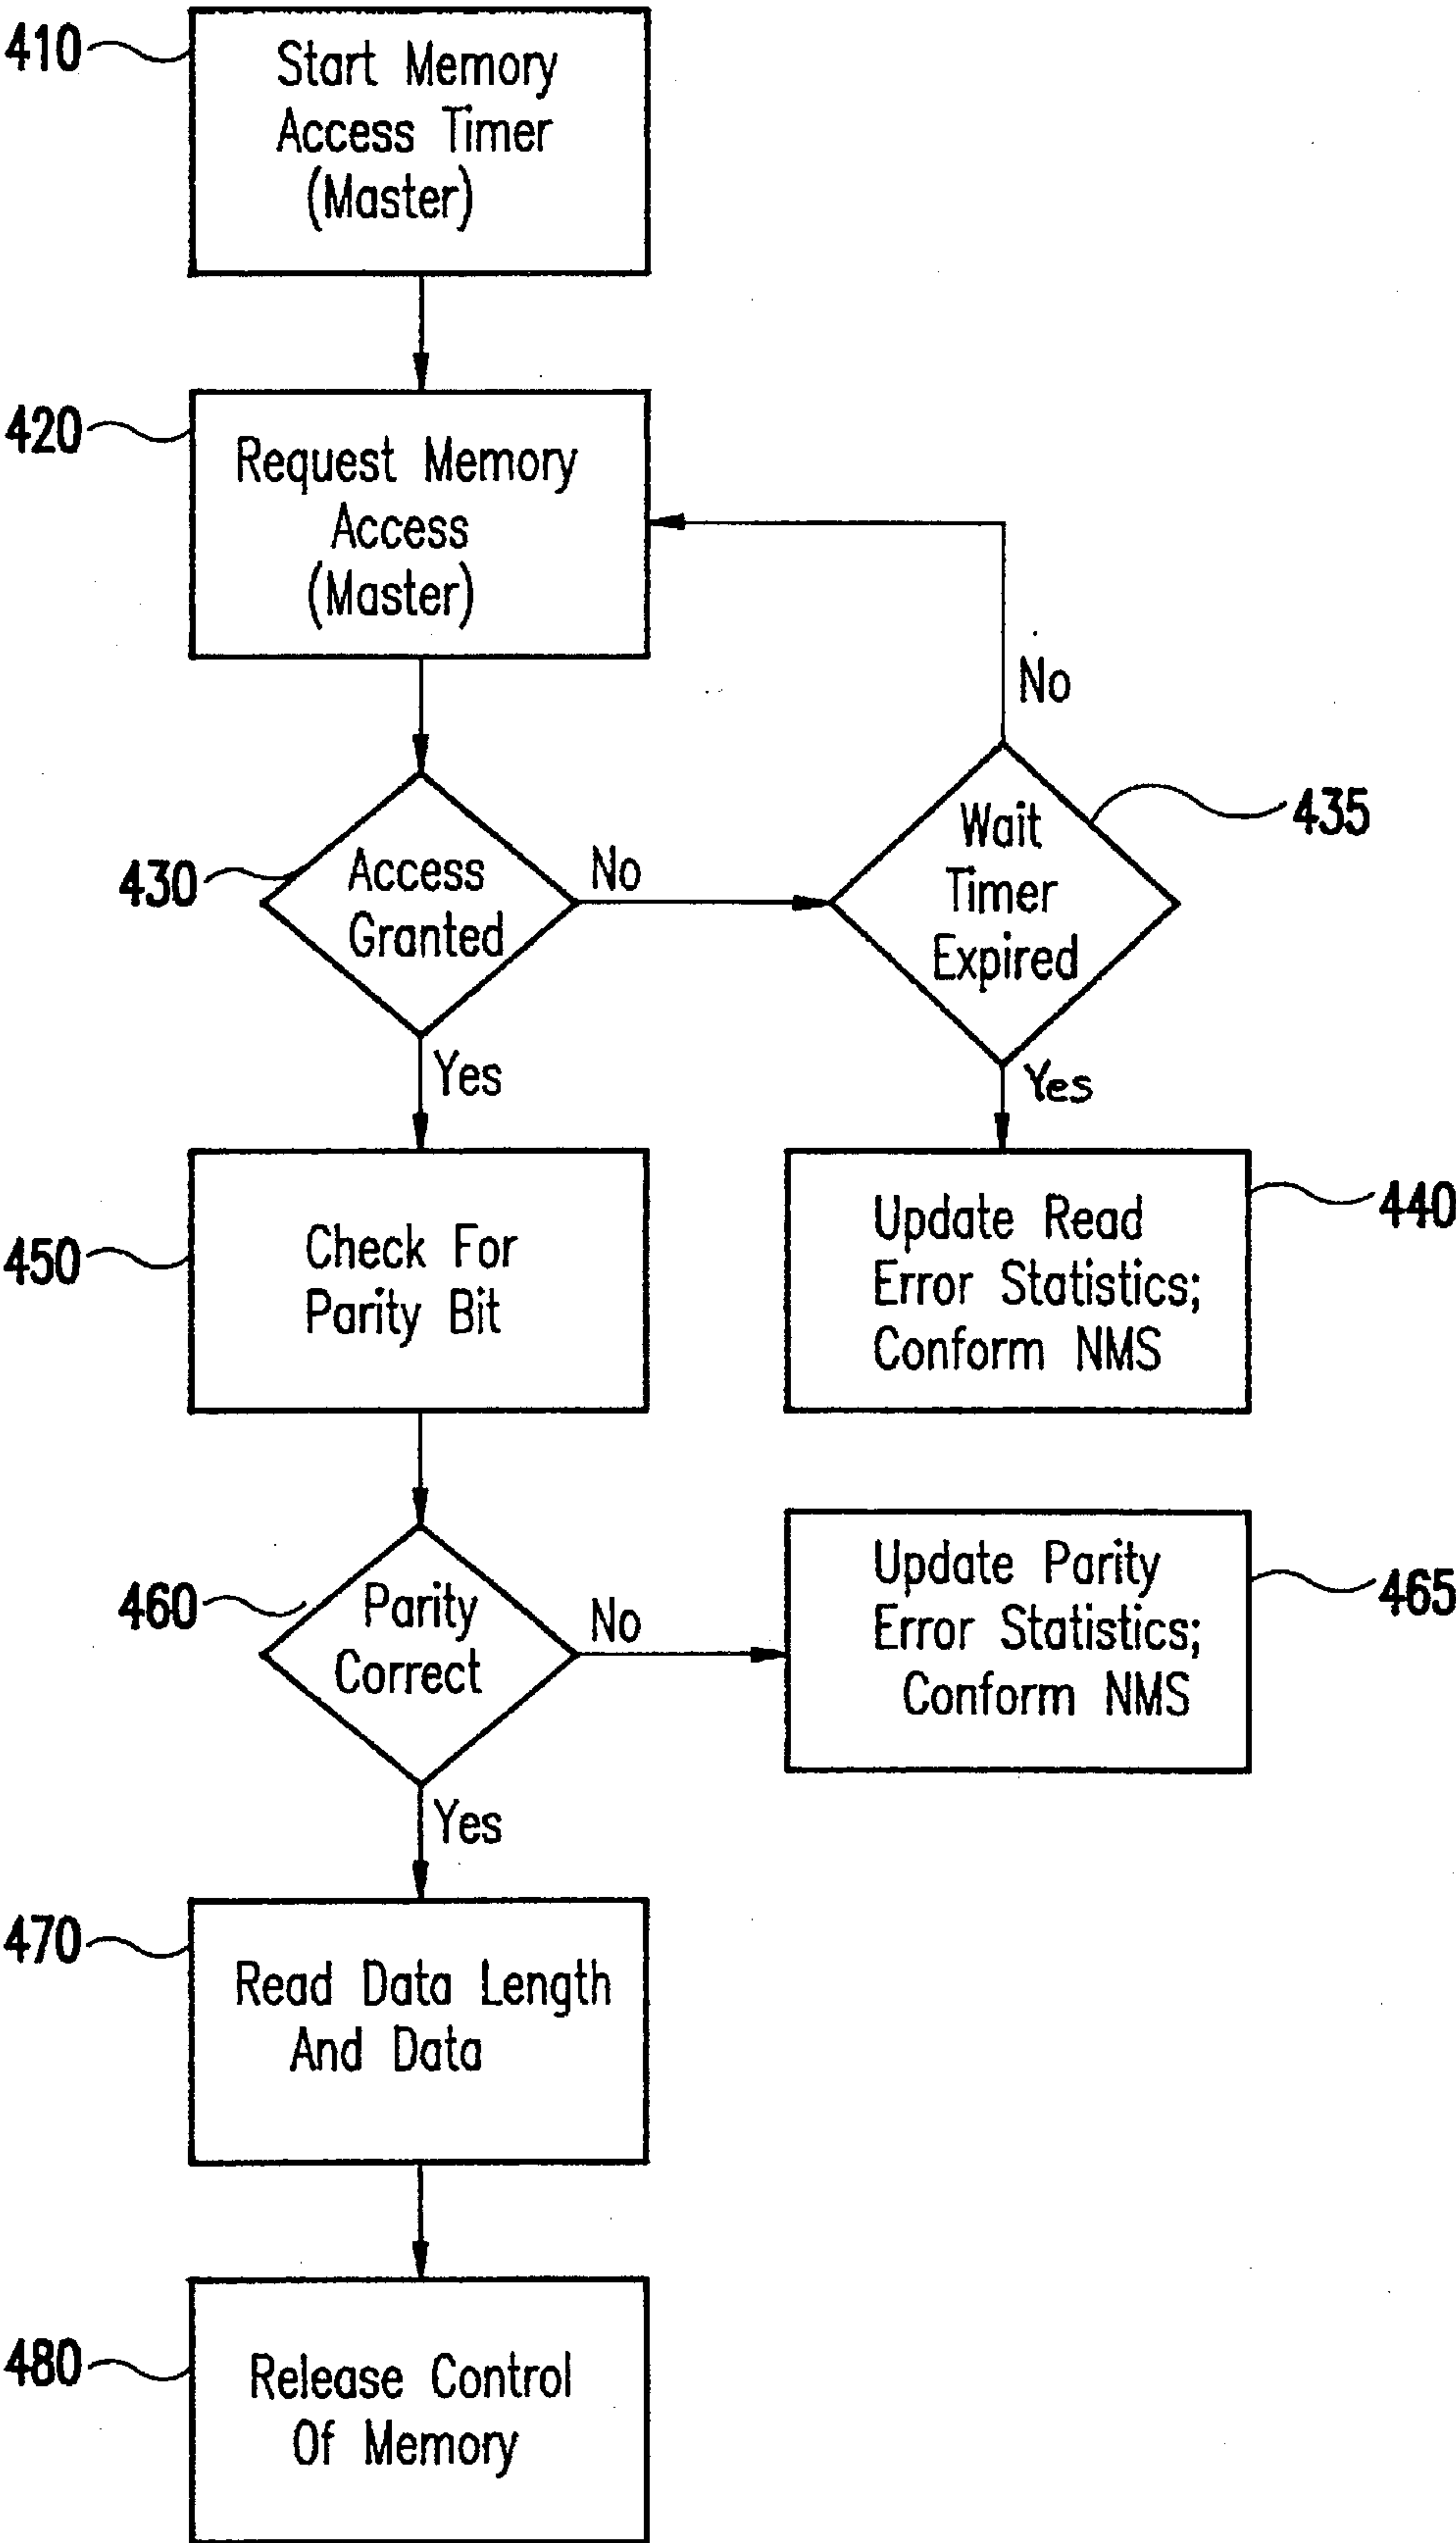 410
Start Memory
Access Timer
(Master)
420
Request Memory
Access
(Master)
No
430
Access
Granted
No
Wait
Timer
Expired
435
Yes
Yes
450
Check For
Parity Bit
Update Read
Error Statistics;
Conform NMS
440
460
Parity
Correct
No
Update Parity
Error Statistics;
Conform NMS
465
Yes
470
Read Data Length
And Data
480
Release Control
Of Memory